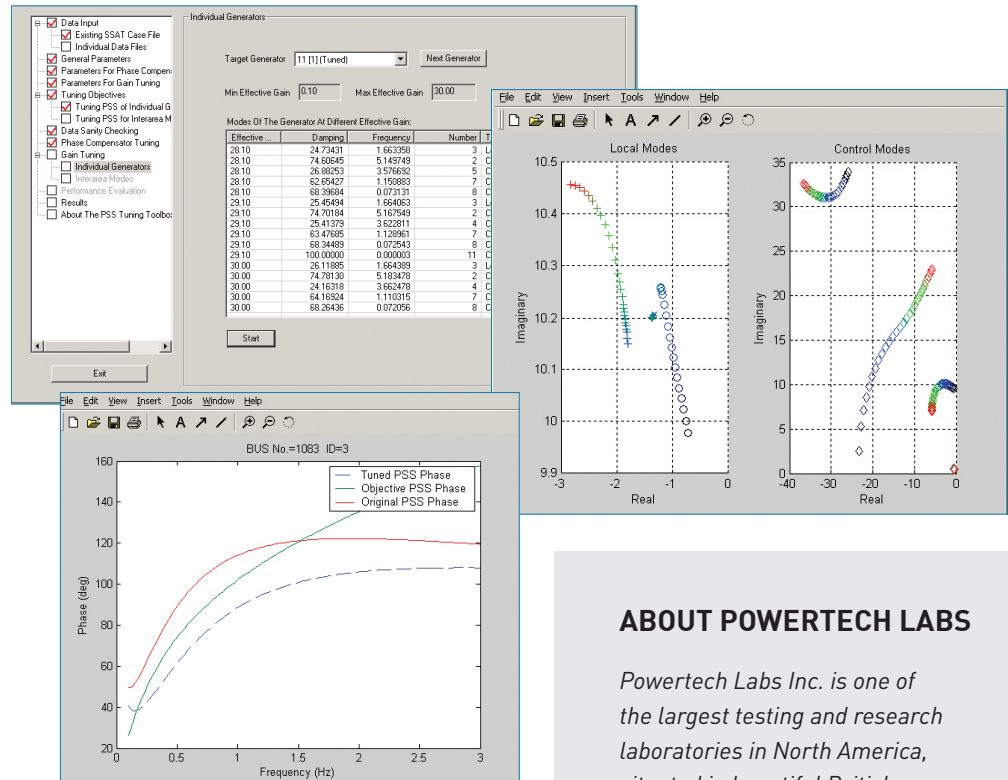 Data Input
Existing SSAT Case File
Individual Data Files
General Parameters
Parameters For Phase Compen
Parameters For Gain Tuning
Tuning Objectives
Tuning PSS of Individual G
Tuning PSS for Interarea M
Data Sanity Checking
Phase Compensator Tuning
Gain Tuning
Individual Generators
Interarea Modes
Performance Evaluation
Results
About The PSS Tuning Toolbo
Exit
Individual Generators
Target Generator 11 [1] (Tuned) Next Generator
Min Effective Gain 0.10 Max Effective Gain 30.00
Modes Of The Generator At Different Effective Gain:
Effective ... Damping Frequency Number T
28.10 24.73431 1.663358 3 L
28.10 74.60645 5.149749 2 C
28.10 26.88253 3.576692 5 C
28.10 62.65427 1.150883 7 C
28.10 68.39684 0.073131 8 C
29.10 25.45494 1.664063 3 L
29.10 74.70184 5.167549 2 C
29.10 25.41379 3.622811 4 C
29.10 63.47685 1.128961 7 C
29.10 68.34489 0.072543 8 C
29.10 100.00000 0.000003 11 C
30.00 26.11885 1.664389 3 L
30.00 74.78130 5.183478 2 C
30.00 24.16318 3.662478 4 C
30.00 64.16924 1.110315 7 C
30.00 68.26436 0.072056 8 C
Start
File Edit View Insert Tools Window Help
A
Local Modes
10.5
10.4
10.3
10.2
10.1
10
9.9
Imaginary
-3 -2 -1 0
Real
Control Modes
35
30
25
20
15
10
5
0
Imaginary
-40 -30 -20 -10 0
Real
File Edit View Insert Tools Window Help
A
BUS No.=1083 ID=3
Tuned PSS Phase
Objective PSS Phase
Original PSS Phase
160
140
120
100
80
60
40
20
Phase (deg)
0 0.5 1 1.5 2 2.5 3
Frequency (Hz)
ABOUT POWERTECH LABS
Powertech Labs Inc. is one of
the largest testing and research
laboratories in North America,